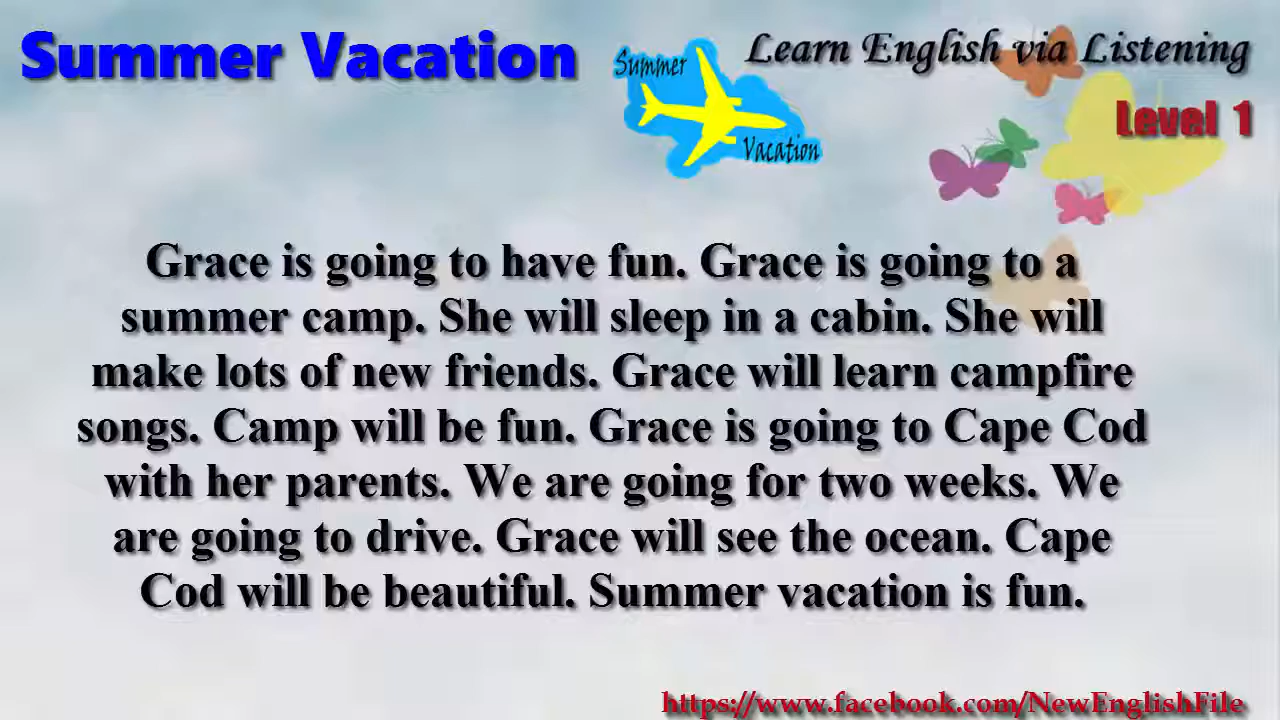 Summer Vacation
Summer
Vacation
Learn English via Listening
Level 1
Grace is going to have fun. Grace is going to a
summer camp. She will sleep in a cabin. She will
make lots of new friends. Grace will learn campfire
songs. Camp will be fun. Grace is going to Cape Cod
with her parents. We are going for two weeks. We
are going to drive. Grace will see the ocean. Cape
Cod will be beautiful. Summer vacation is fun.
https://www.facebook.com/NewEnglishFile